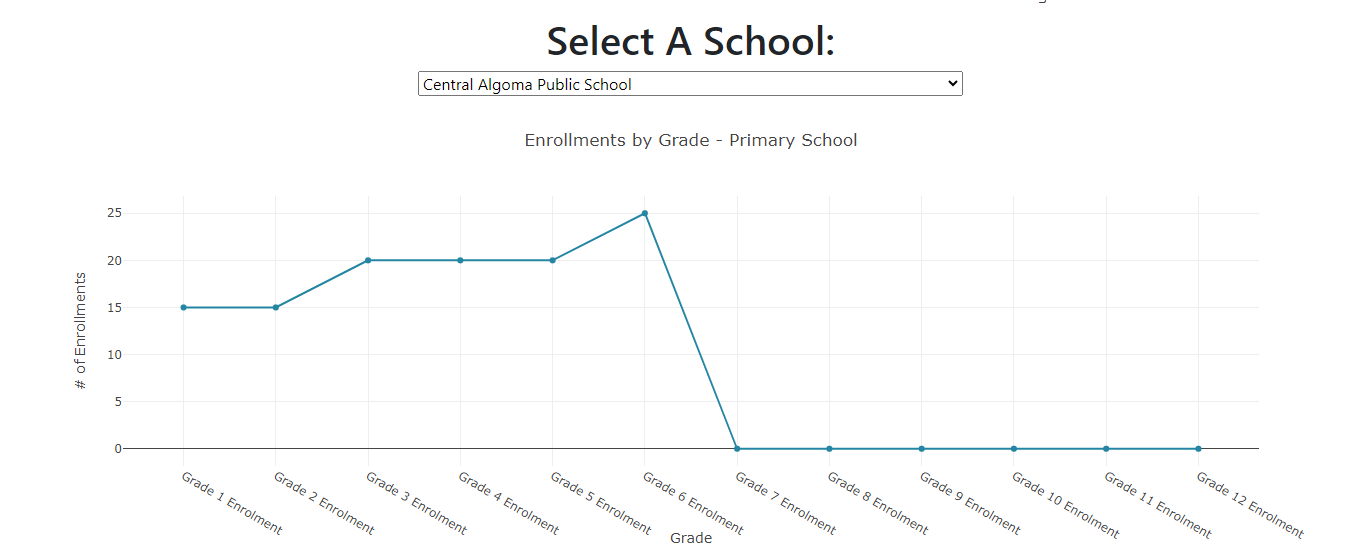 Select A School:
Central Algoma Public School
Enrollments by Grade - Primary School
# of Enrollments
25
20
15
10
5
0
Grade 1 Enrolment
Grade 2 Enrolment
Grade 3 Enrolment
Grade 4 Enrolment
Grade 5 Enrolment
Grade 6 Enrolment
Grade 7 Enrolment
Grade 8 Enrolment
Grade 9 Enrolment
Grade 10 Enrolment
Grade 11 Enrolment
Grade 12 Enrolment
Grade